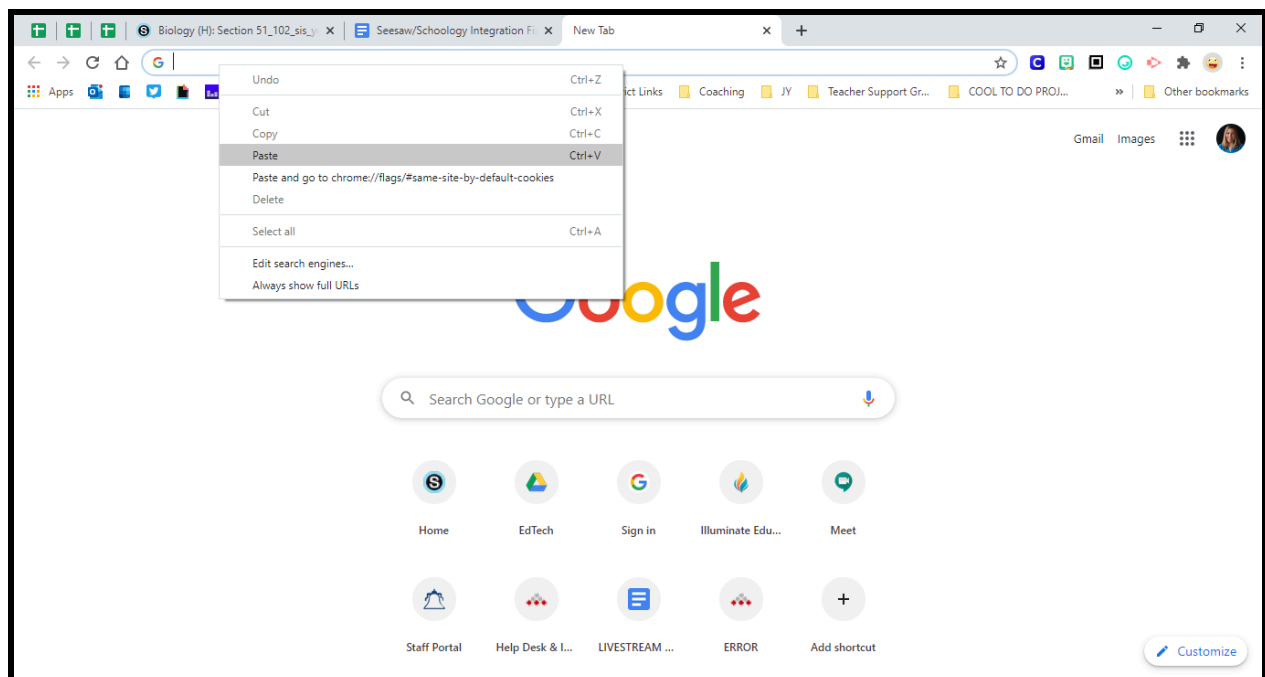 Biology (H): Section 51_102_sis_y Seesaw/Schoology Integration Fi New Tab
Apps ict Links Coaching JY Teacher Support Gr... COOL TO DO PROJ... » Other bookmarks
Undo Ctrl+Z
Cut Ctrl+X
Copy Ctrl+C
Paste Ctrl+V
Paste and go to chrome://flags/#same-site-by-default-cookies
Delete
Select all Ctrl+A
Edit search engines...
Always show full URLs
Gmail Images
Google
Search Google or type a URL
Home EdTech Sign in Illuminate Edu... Meet
Staff Portal Help Desk & I... LIVESTREAM ... ERROR Add shortcut
Customize